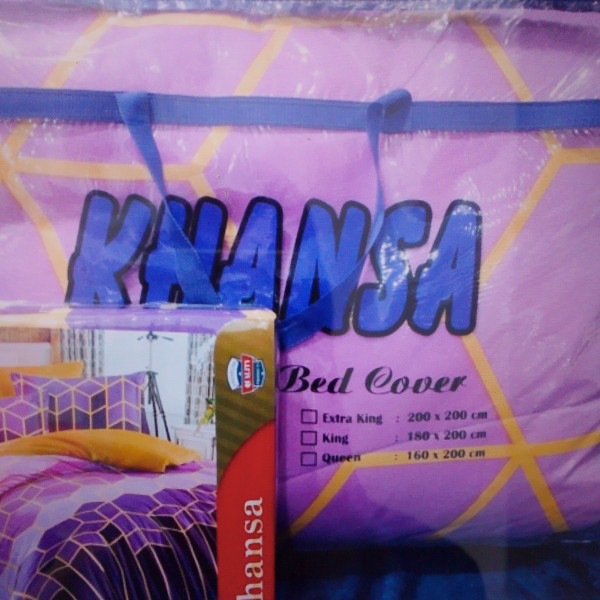 KHANSA
Bed Cover
Extra King : 200 x 200 cm
King : 180 x 200 cm
Queen : 160 x 200 cm
hansa